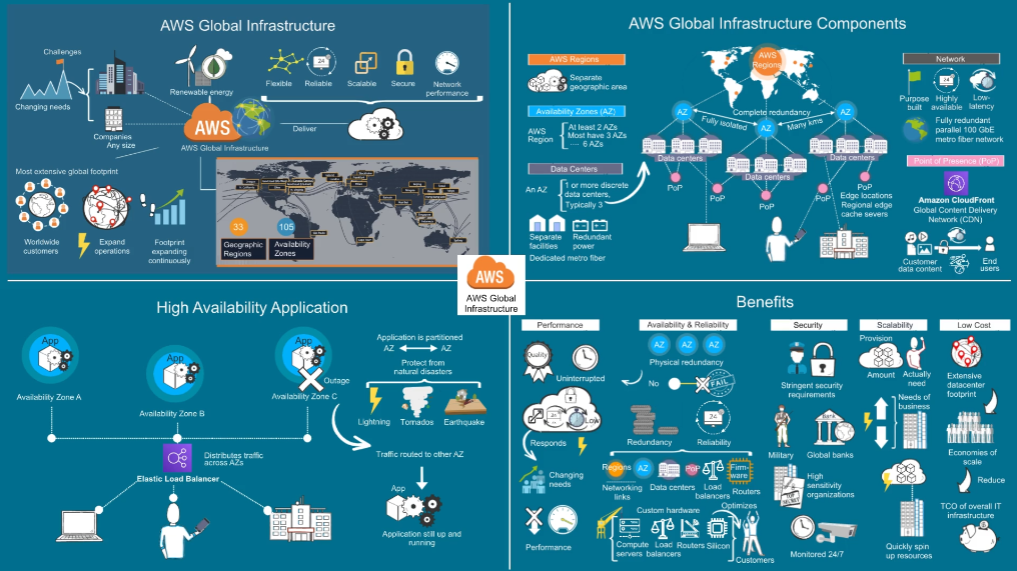 AWS Global Infrastructure
Challenges
Changing needs
Companies
Any size
Renewable energy
AWS
AWS Global Infrastructure
Flexible
Reliable
Scalable
Secure
Network
performance
24
Deliver
Most extensive global footprint
Worldwide
customers
Expand
operations
Footprint
expanding
continuously
33
Geographic
Regions
105
Availability
Zones
AWS Global Infrastructure Components
AWS Regions
Separate
geographic area
Availability Zones (AZ)
AWS
Region
At least 2 AZs
Most have 3 AZs
6 AZs
Data Centers
An AZ
1 or more discrete
data centers,
Typically 3
Separate
facilities
Redundant
power
Dedicated metro fiber
AWS
Regions
Complete redundancy
AZ
AZ
AZ
Fully isolated
Many kms
Data centers
Data centers
Data centers
PoP
PoP
PoP
PoP
PoP
Edge locations
Regional edge
cache severs
Network
Purpose
built
Highly
available
Low-
latency
24
Fully redundant
parallel 100 GbE
metro fiber network
Point of Presence (PoP)
Amazon CloudFront
Global Content Delivery
Network (CDN)
Customer
data content
End
users
AWS
AWS Global
Infrastructure
High Availability Application
App
Availability Zone A
App
Availability Zone B
App
Outage
Availability Zone C
Distributes traffic
across AZs
Elastic Load Balancer
Application is partitioned
AZ
AZ
Protect from
natural disasters
Lightning
Tornados
Earthquake
Traffic routed to other AZ
App
Application still up and
running
Benefits
Performance
Quality
Uninterrupted
LOW
Responds
Changing
needs
Performance
Availability & Reliability
AZ
AZ
AZ
Physical redundancy
No
FAIL
Redundancy
24
Reliability
Regions
AZ
PoP
Firm-
ware
Networking
links
Data centers
Load
balancers
Routers
Optimizes
Custom hardware
Compute
servers
Load
balancers
Routers
Silicon
Customers
Security
Stringent security
requirements
Military
Bank
Global banks
TOP
SECRET
High
sensitivity
organizations
Monitored 24/7
Scalability
Provision
Amount
Actually
need
Needs of
business
Quickly spin
up resources
Low Cost
Extensive
datacenter
footprint
Economies of
scale
Reduce
TCO of overall IT
infrastructure